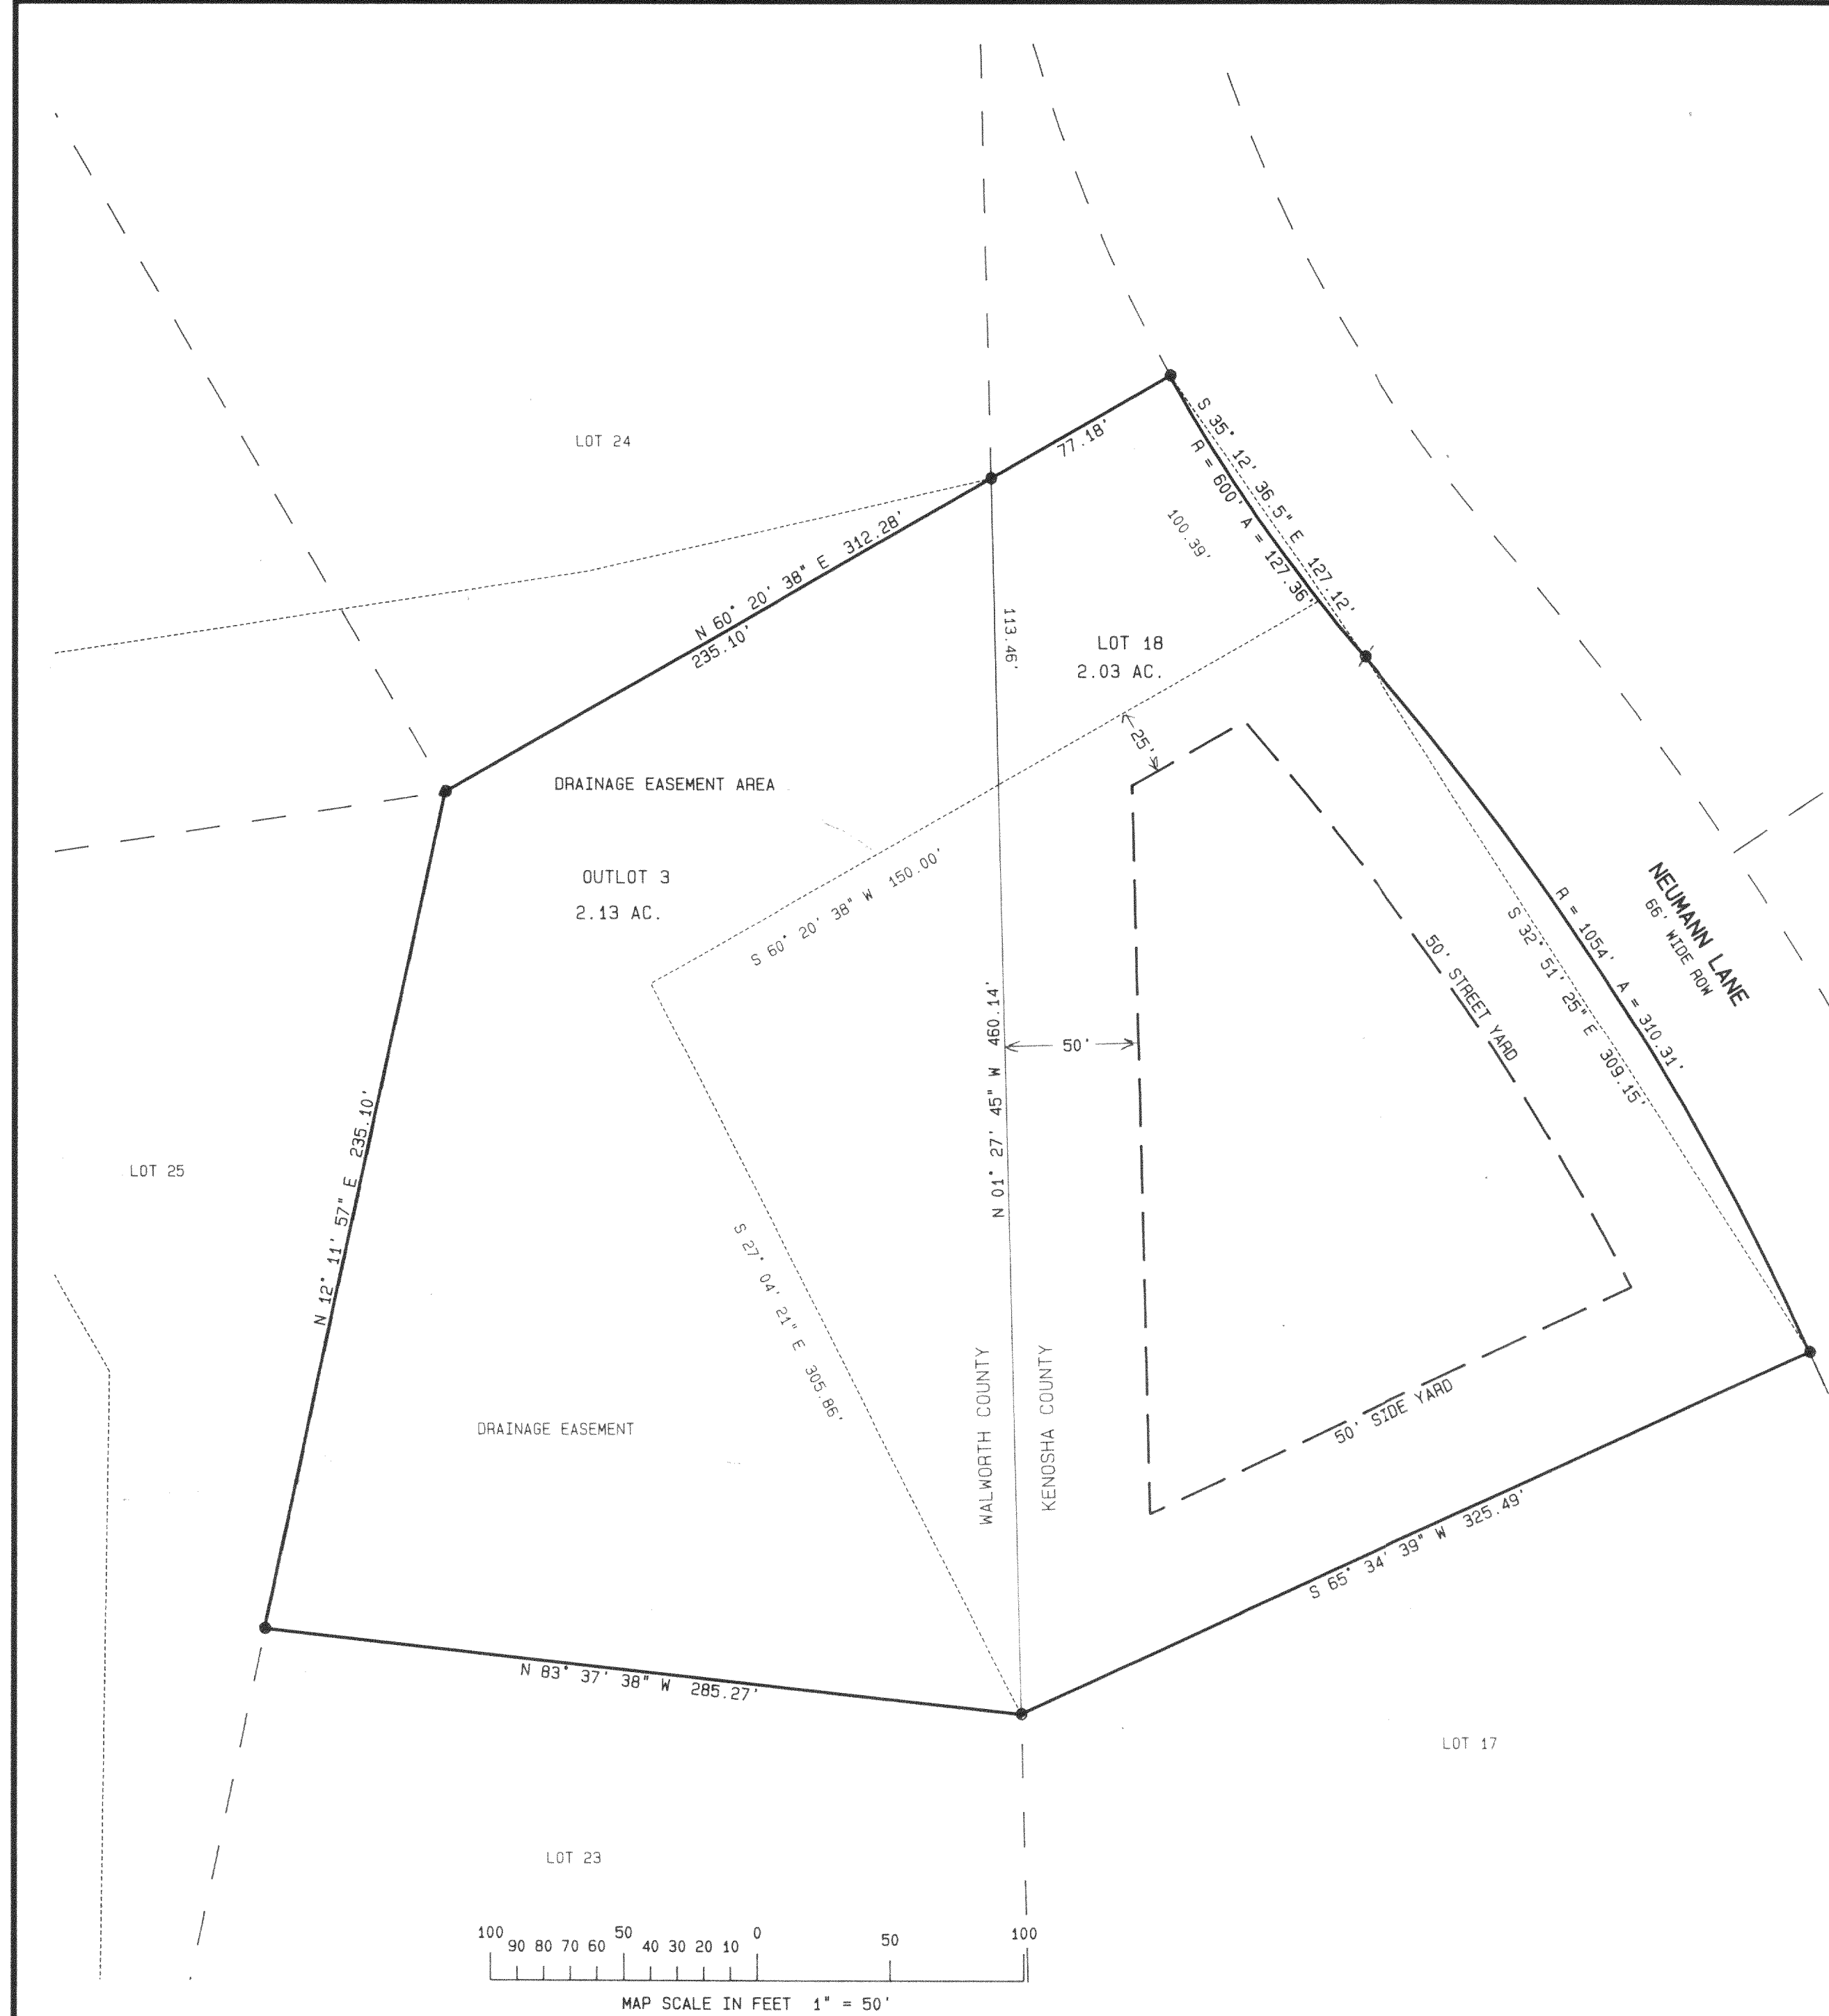 LOT 24
77.18'
S 35° 12' 36.5" E 127.12'
R = 600' A = 127.36'
100.39'
N 60° 20' 38" E 312.28'
235.10'
113.46'
LOT 18
2.03 AC.
25'
DRAINAGE EASEMENT AREA
OUTLOT 3
2.13 AC.
S 60° 20' 38" W 150.00'
NEUMANN LANE
66' WIDE ROW
R = 1054' A = 310.31'
S 32° 51' 25" E 309.15'
50' STREET YARD
N 01° 27' 45" W 460.14'
50'
N 12° 11' 57" E 235.10'
LOT 25
S 27° 04' 21" E 305.86'
WALWORTH COUNTY
KENOSHA COUNTY
50' SIDE YARD
DRAINAGE EASEMENT
S 65° 34' 39" W 325.49'
N 83° 37' 38" W 285.27'
LOT 17
LOT 23
100 90 80 70 60 50 40 30 20 10 0 50 100
MAP SCALE IN FEET 1" = 50'